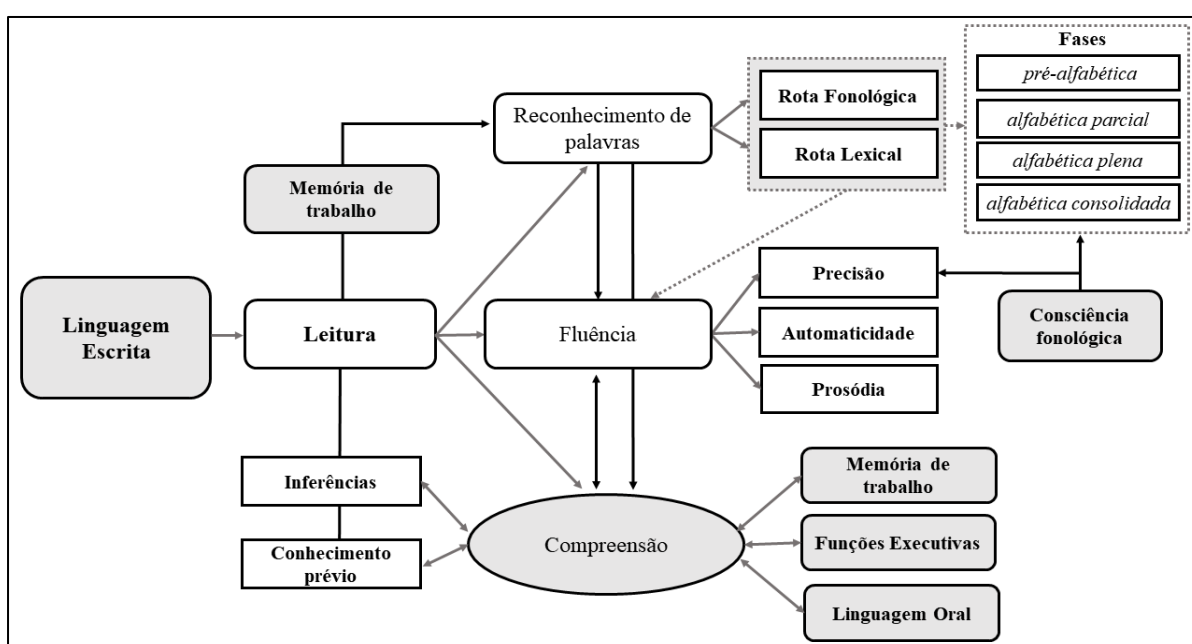 Fases
pré-alfabética
alfabética parcial
alfabética plena
alfabética consolidada
Rota Fonológica
Rota Lexical
Reconhecimento de
palavras
Memória de
trabalho
Linguagem
Escrita
Leitura
Fluência
Precisão
Automaticidade
Prosódia
Consciência
fonológica
Inferências
Conhecimento
prévio
Compreensão
Memória de
trabalho
Funções Executivas
Linguagem Oral